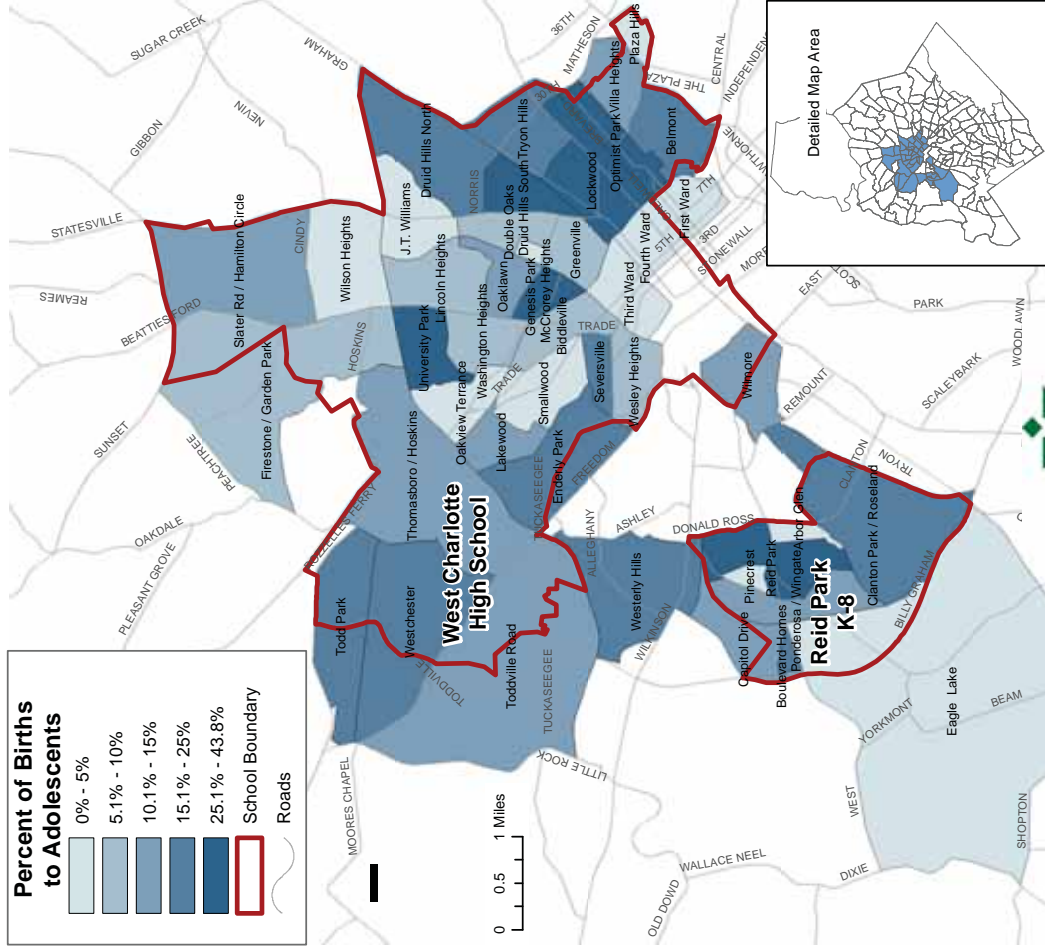 Percent of Births
to Adolescents
0% - 5%
5.1% - 10%
10.1% - 15%
15.1% - 25%
25.1% - 43.8%
School Boundary
Roads
Detailed Map Area
0 0.5 1 Miles
West Charlotte
High School
Reid Park
K-8
Slater Rd / Hamilton Circle
Firestone / Garden Park
Wilson Heights
J.T. Williams
Druid Hills North
Lincoln Heights
University Park
Washington Heights
Oakview Terrance
Thomasboro / Hoskins
Lakewood
Smallwood
Seversville
Wesley Heights
Enderly Park
Biddleville
McCrorey Heights
Genesis Park
Oaklawn
Double Oaks
Druid Hills South
Tryon Hills
Greenville
Lockwood
Optimist Park
Villa Heights
Plaza Hills
Belmont
First Ward
Fourth Ward
Third Ward
Wilmore
Todd Park
Westchester
Toddville Road
Westerly Hills
Capitol Drive
Pinecrest
Reid Park
Boulevard Homes
Ponderosa / Wingate
Arbor Glen
Clanton Park / Roseland
Eagle Lake
SUGAR CREEK
GRAHAM
NEVIN
GIBBON
STATESVILLE
CINDY
REAMES
BEATTIES FORD
SUNSET
PEACHTREE
HOSKINS
OAKDALE
PLEASANT GROVE
ROZZELLES FERRY
NORRIS
36TH
MATHESON
30TH
THE PLAZA
CENTRAL
7TH
5TH
3RD
STONEWALL
TRADE
TRADE
EAST
PARK
SCALEYBARK
REMOUNT
CLANTON
TRYON
FREEDOM
TUCKASEEGEE
TUCKASEEGEE
ALLEGHANY
ASHLEY
DONALD ROSS
WILKINSON
BILLY GRAHAM
YORKMONT
BEAM
WEST
SHOPTON
DIXIE
WALLACE NEEL
OLD DOWD
LITTLE ROCK
TODDVILLE
MOORES CHAPEL